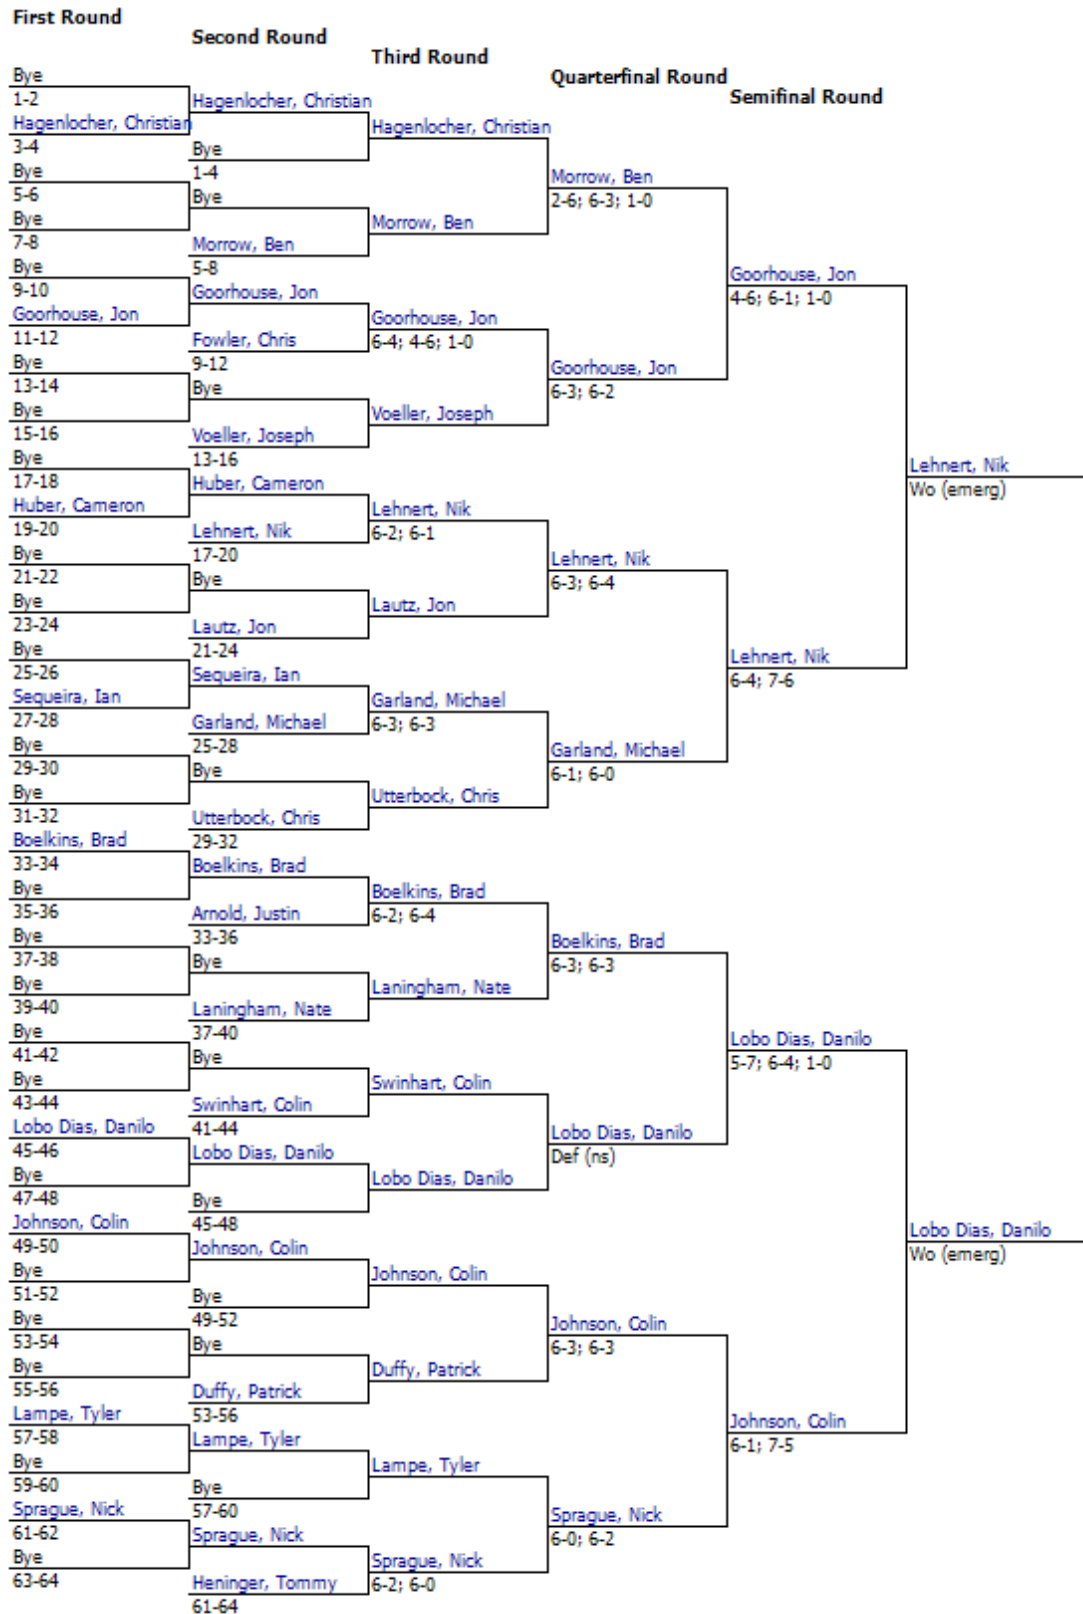 First Round
Second Round
Third Round
Quarterfinal Round
Semifinal Round
Bye
1-2
Hagenlocher, Christian
3-4
Bye
5-6
Bye
7-8
Bye
9-10
Goorhouse, Jon
11-12
Bye
13-14
Bye
15-16
Bye
17-18
Huber, Cameron
19-20
Bye
21-22
Bye
23-24
Bye
25-26
Sequeira, Ian
27-28
Bye
29-30
Bye
31-32
Boelkins, Brad
33-34
Bye
35-36
Bye
37-38
Bye
39-40
Bye
41-42
Bye
43-44
Lobo Dias, Danilo
45-46
Bye
47-48
Johnson, Colin
49-50
Bye
51-52
Bye
53-54
Bye
55-56
Lampe, Tyler
57-58
Bye
59-60
Sprague, Nick
61-62
Bye
63-64
Hagenlocher, Christian
Bye
1-4
Bye
Morrow, Ben
5-8
Goorhouse, Jon
Fowler, Chris
9-12
Bye
Voeller, Joseph
13-16
Huber, Cameron
Lehnert, Nik
17-20
Bye
Lautz, Jon
21-24
Sequeira, Ian
Garland, Michael
25-28
Bye
Utterbock, Chris
29-32
Boelkins, Brad
Arnold, Justin
33-36
Bye
Laningham, Nate
37-40
Bye
Swinhart, Colin
41-44
Lobo Dias, Danilo
Bye
45-48
Johnson, Colin
Bye
49-52
Bye
Duffy, Patrick
53-56
Lampe, Tyler
Bye
57-60
Sprague, Nick
Heninger, Tommy
61-64
Hagenlocher, Christian
Morrow, Ben
Goorhouse, Jon
6-4; 4-6; 1-0
Voeller, Joseph
Lehnert, Nik
6-2; 6-1
Lautz, Jon
Garland, Michael
6-3; 6-3
Utterbock, Chris
Boelkins, Brad
6-2; 6-4
Laningham, Nate
Swinhart, Colin
Lobo Dias, Danilo
Johnson, Colin
Duffy, Patrick
Lampe, Tyler
Sprague, Nick
6-2; 6-0
Morrow, Ben
2-6; 6-3; 1-0
Goorhouse, Jon
6-3; 6-2
Lehnert, Nik
6-3; 6-4
Garland, Michael
6-1; 6-0
Boelkins, Brad
6-3; 6-3
Lobo Dias, Danilo
Def (ns)
Johnson, Colin
6-3; 6-3
Sprague, Nick
6-0; 6-2
Goorhouse, Jon
4-6; 6-1; 1-0
Lehnert, Nik
6-4; 7-6
Lobo Dias, Danilo
5-7; 6-4; 1-0
Johnson, Colin
6-1; 7-5
Lehnert, Nik
Wo (emerg)
Lobo Dias, Danilo
Wo (emerg)